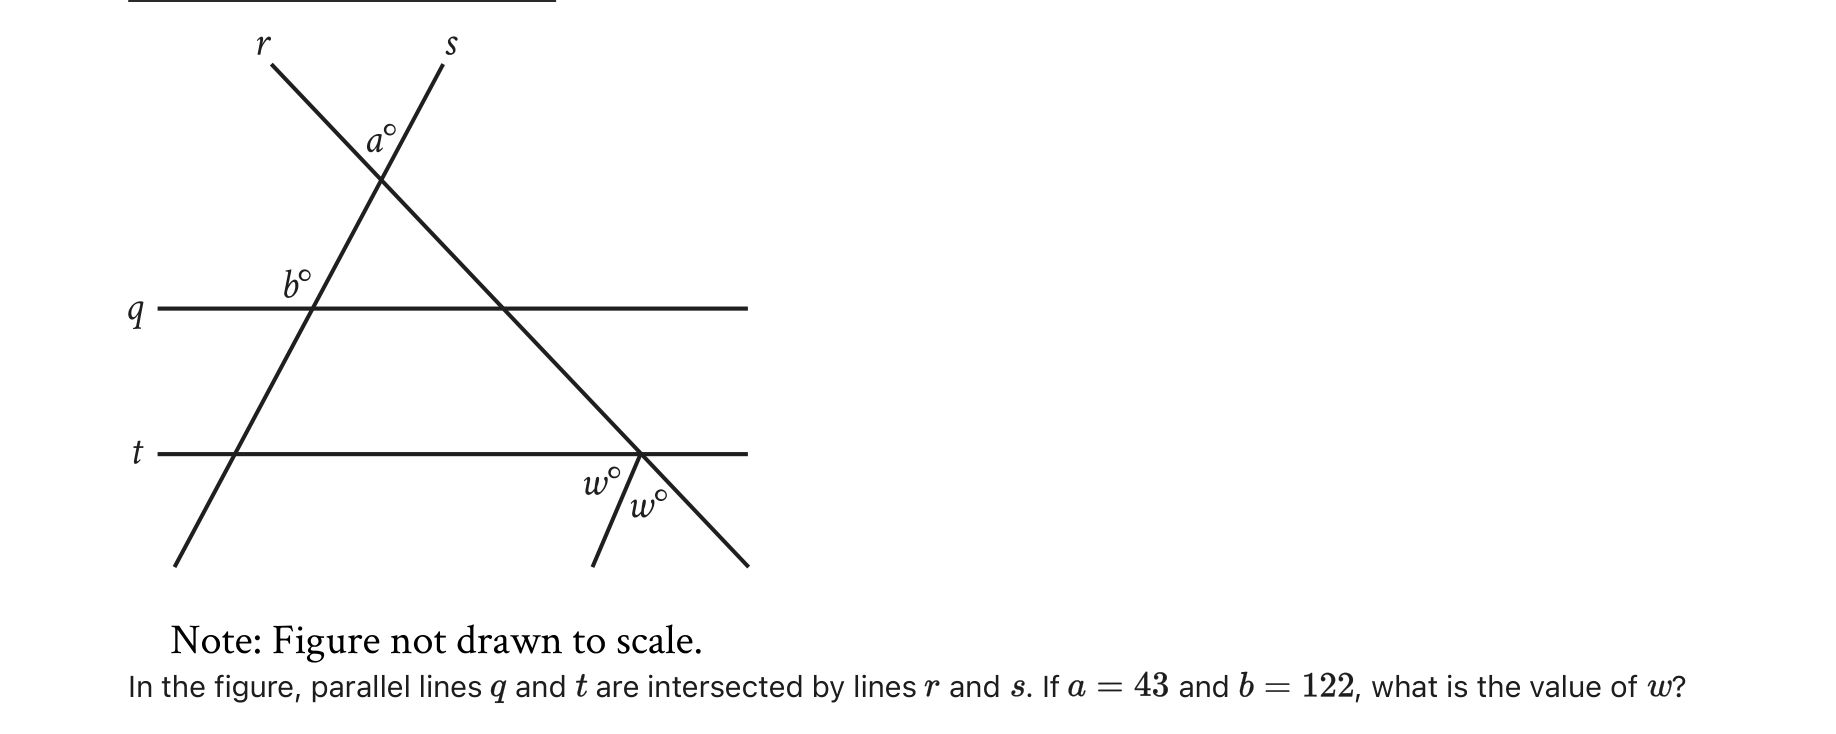 r s
a°
b°
q
t
w°
w°
Note: Figure not drawn to scale.
In the figure, parallel lines q and t are intersected by lines r and s. If a = 43 and b = 122, what is the value of w?